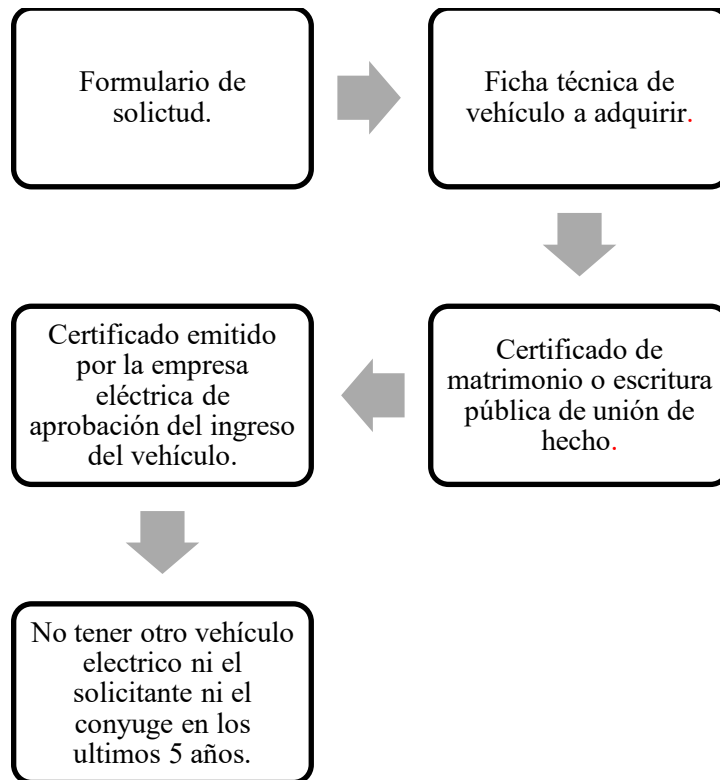 Formulario de
solictud.
Ficha técnica de
vehículo a adquirir.
Certificado de
matrimonio o escritura
pública de unión de
hecho.
Certificado emitido
por la empresa
eléctrica de
aprobación del ingreso
del vehículo.
No tener otro vehículo
electrico ni el
solicitante ni el
conyuge en los
ultimos 5 años.